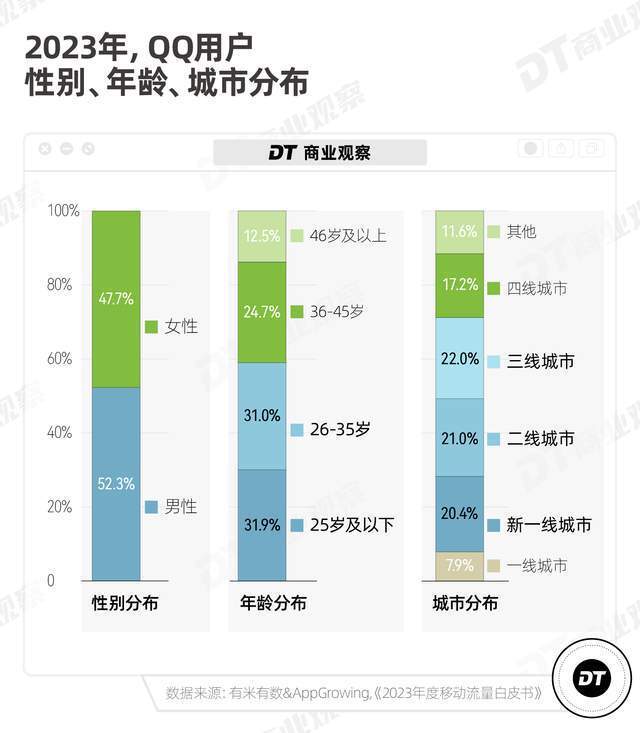 2023年, QQ用户
性别、年龄、城市分布
DT 商业观察
100%
80%
60%
40%
20%
0
47.7%
女性
52.3%
男性
性别分布
12.5%
46岁及以上
24.7%
36-45岁
31.0%
26-35岁
31.9%
25岁及以下
年龄分布
11.6%
其他
17.2%
四线城市
22.0%
三线城市
21.0%
二线城市
20.4%
新一线城市
7.9%
一线城市
城市分布
数据来源: 有米有数&AppGrowing,《2023年度移动流量白皮书》
DT
DT商业观察